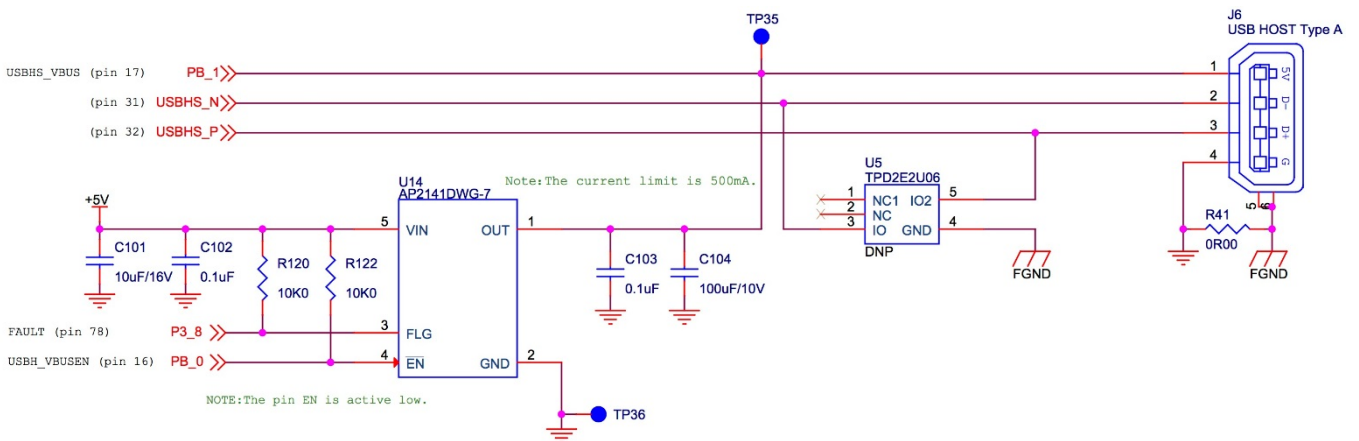 TP35
J6
USB HOST Type A
USBHS_VBUS (pin 17) PB_1 1 5V
(pin 31) USBHS_N 2 D-
(pin 32) USBHS_P 3 D+
4 G
U5
TPD2E2U06
1 NC1 IO2 5
2 NC
3 IO GND 4
DNP
FGND
5 6
R41
0R00
FGND
U14
AP2141DWG-7
Note:The current limit is 500mA.
+5V
5 VIN OUT 1
C101
10uF/16V
C102
0.1uF
R120
10K0
R122
10K0
C103
0.1uF
C104
100uF/10V
FAULT (pin 78) P3_8 3 FLG
USBH_VBUSEN (pin 16) PB_0 4 EN GND 2
NOTE:The pin EN is active low.
TP36